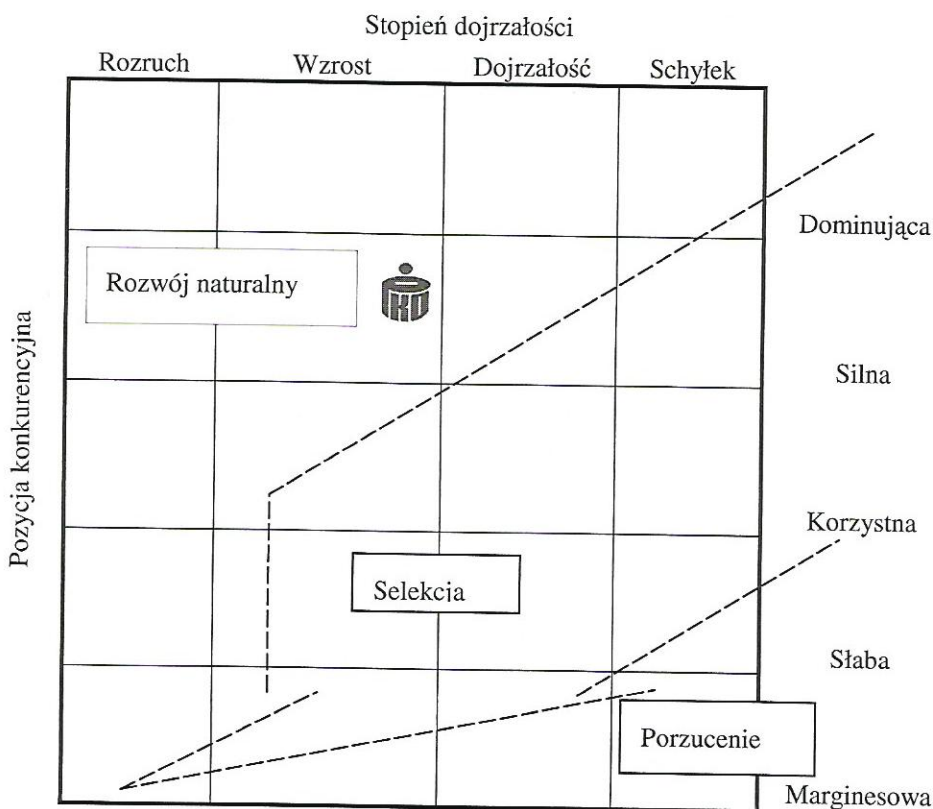 Stopień dojrzałości
Rozruch Wzrost Dojrzałość Schyłek
Dominująca
Rozwój naturalny
Silna
Pozycja konkurencyjna
Korzystna
Selekcja
Słaba
Porzucenie
Marginesowa